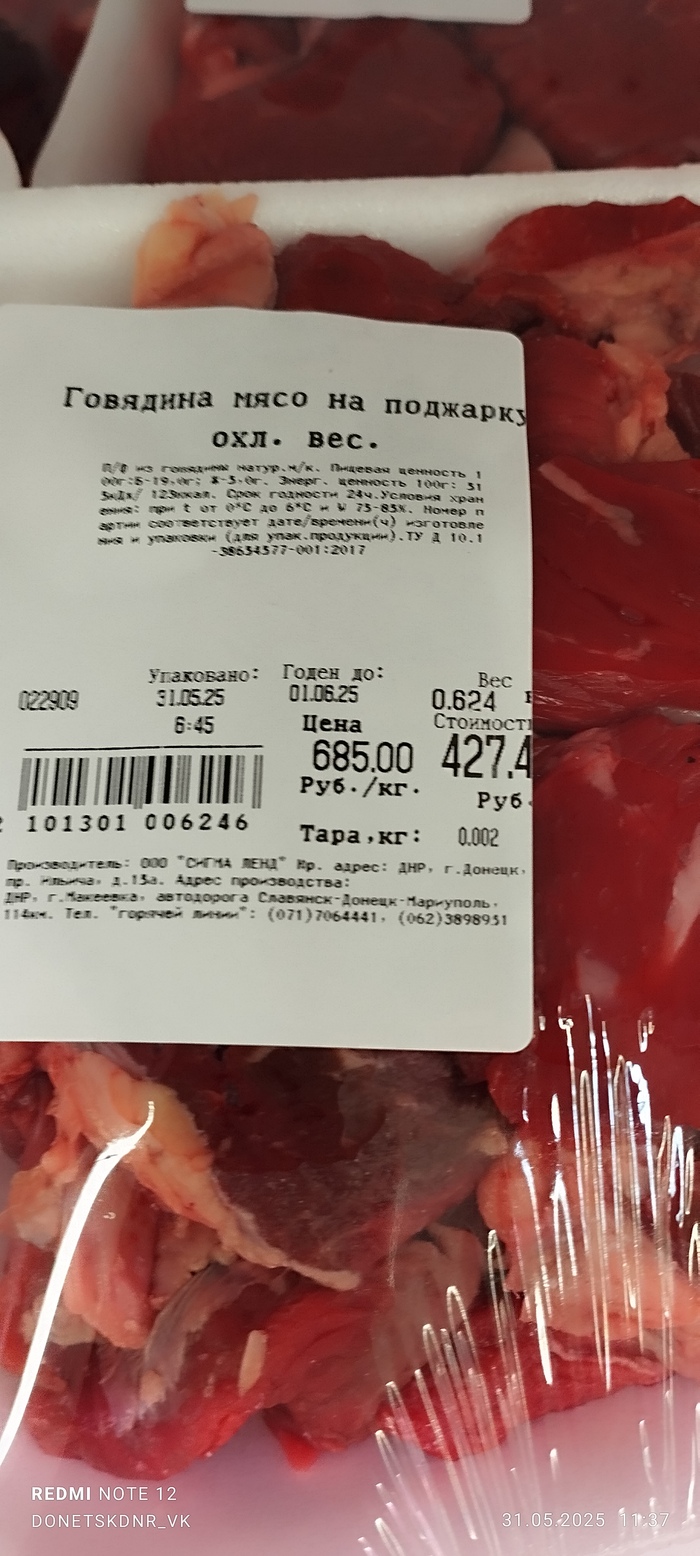 Говядина мясо на поджарку
охл. вес.
П/Ф из говядины натур.м/к. Пищевая ценность 1
00г:Б-19,0г; Ж-5,0г. Энерг. ценность 100г: 51
5кДж/ 123ккал. Срок годности 24ч.Условия хран
ения: при t от 0°С до 6°С и W 75-85%. Номер п
артии соответствует дате/времени(ч) изготовле
ния и упаковки (для упак.продукции).ТУ Д 10.1
-38654577-001:2017
Упаковано: Годен до: Вес
022909 31.05.25 01.06.25 0.624
6:45 Цена Стоимость
685.00 427.4
Руб./кг. Руб.
101301 006246
Тара,кг: 0.002
Производитель: ООО "СИГМА ЛЕНД" Юр. адрес: ДНР, г.Донецк,
пр. Ильича, д.15а. Адрес производства:
ДНР, г.Макеевка, автодорога Славянск-Донецк-Мариуполь,
114км. Тел. "горячей линии": (071)7064441, (062)3898951
REDMI NOTE 12
DONETSKDNR_VK 31.05.2025 11:37